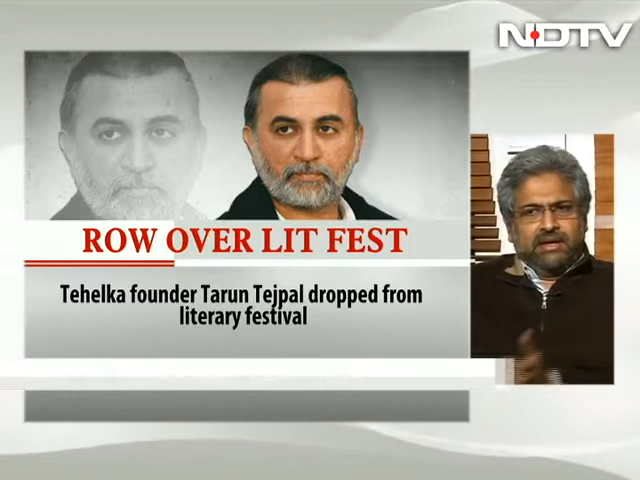 NDTV
ROW OVER LIT FEST
Tehelka founder Tarun Tejpal dropped from
literary festival